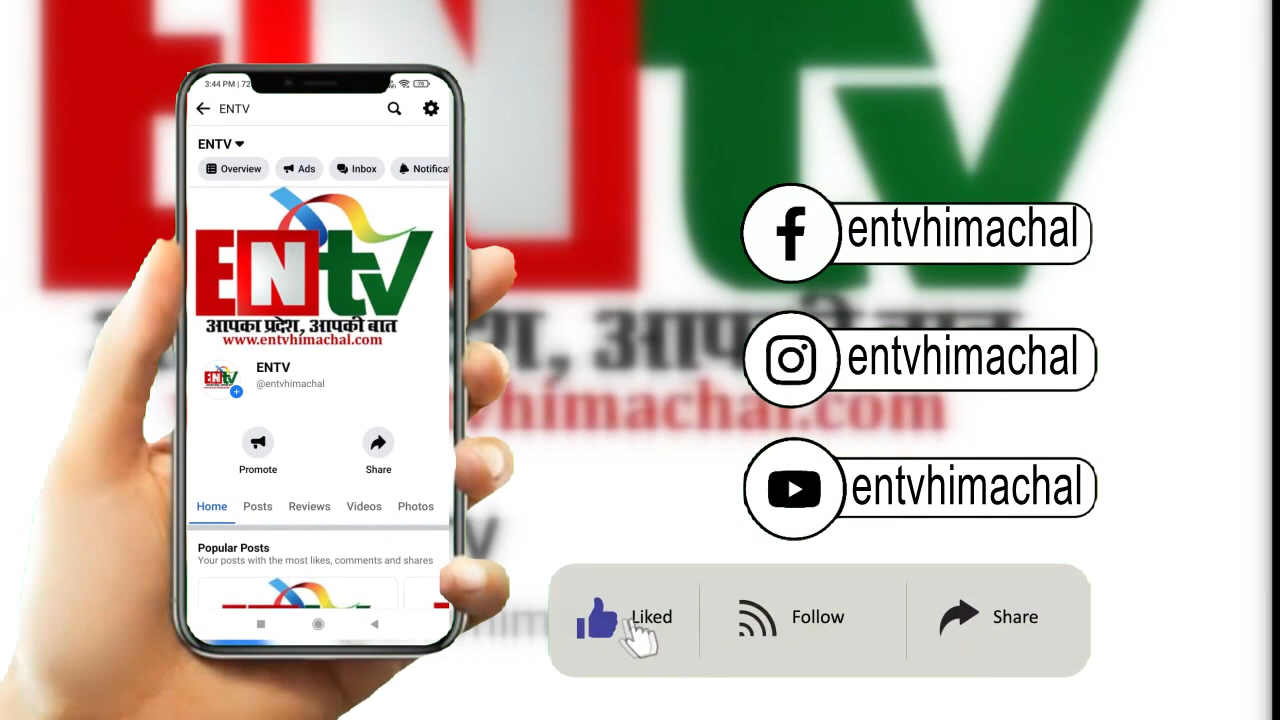 3:44 PM | 72
ENTV
ENTV
Overview
Ads
Inbox
Notificat
ENtv
आपका प्रदेश, आपकी बात
www.entvhimachal.com
ENTV
@entvhimachal
Promote
Share
Home
Posts
Reviews
Videos
Photos
Popular Posts
Your posts with the most likes, comments and shares
entvhimachal
entvhimachal
entvhimachal
Liked
Follow
Share